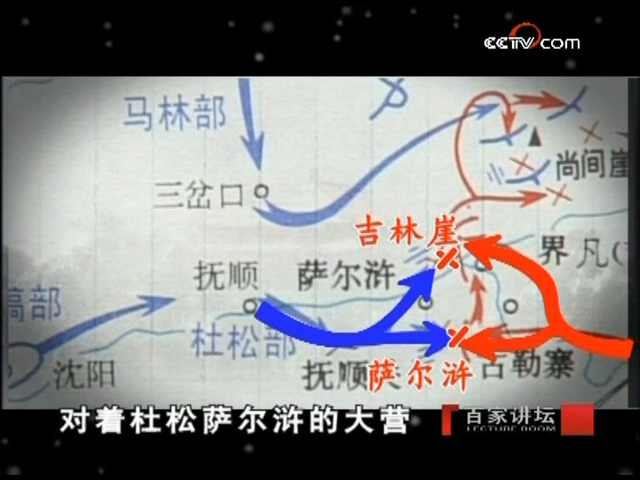 CCTV.com
马林部
三岔口
尚间崖
吉林崖
界凡(
抚顺
萨尔浒
杜松部
沈阳
抚顺
萨尔浒
古勒寨
对着杜松萨尔浒的大营
百家讲坛
LECTURE ROOM